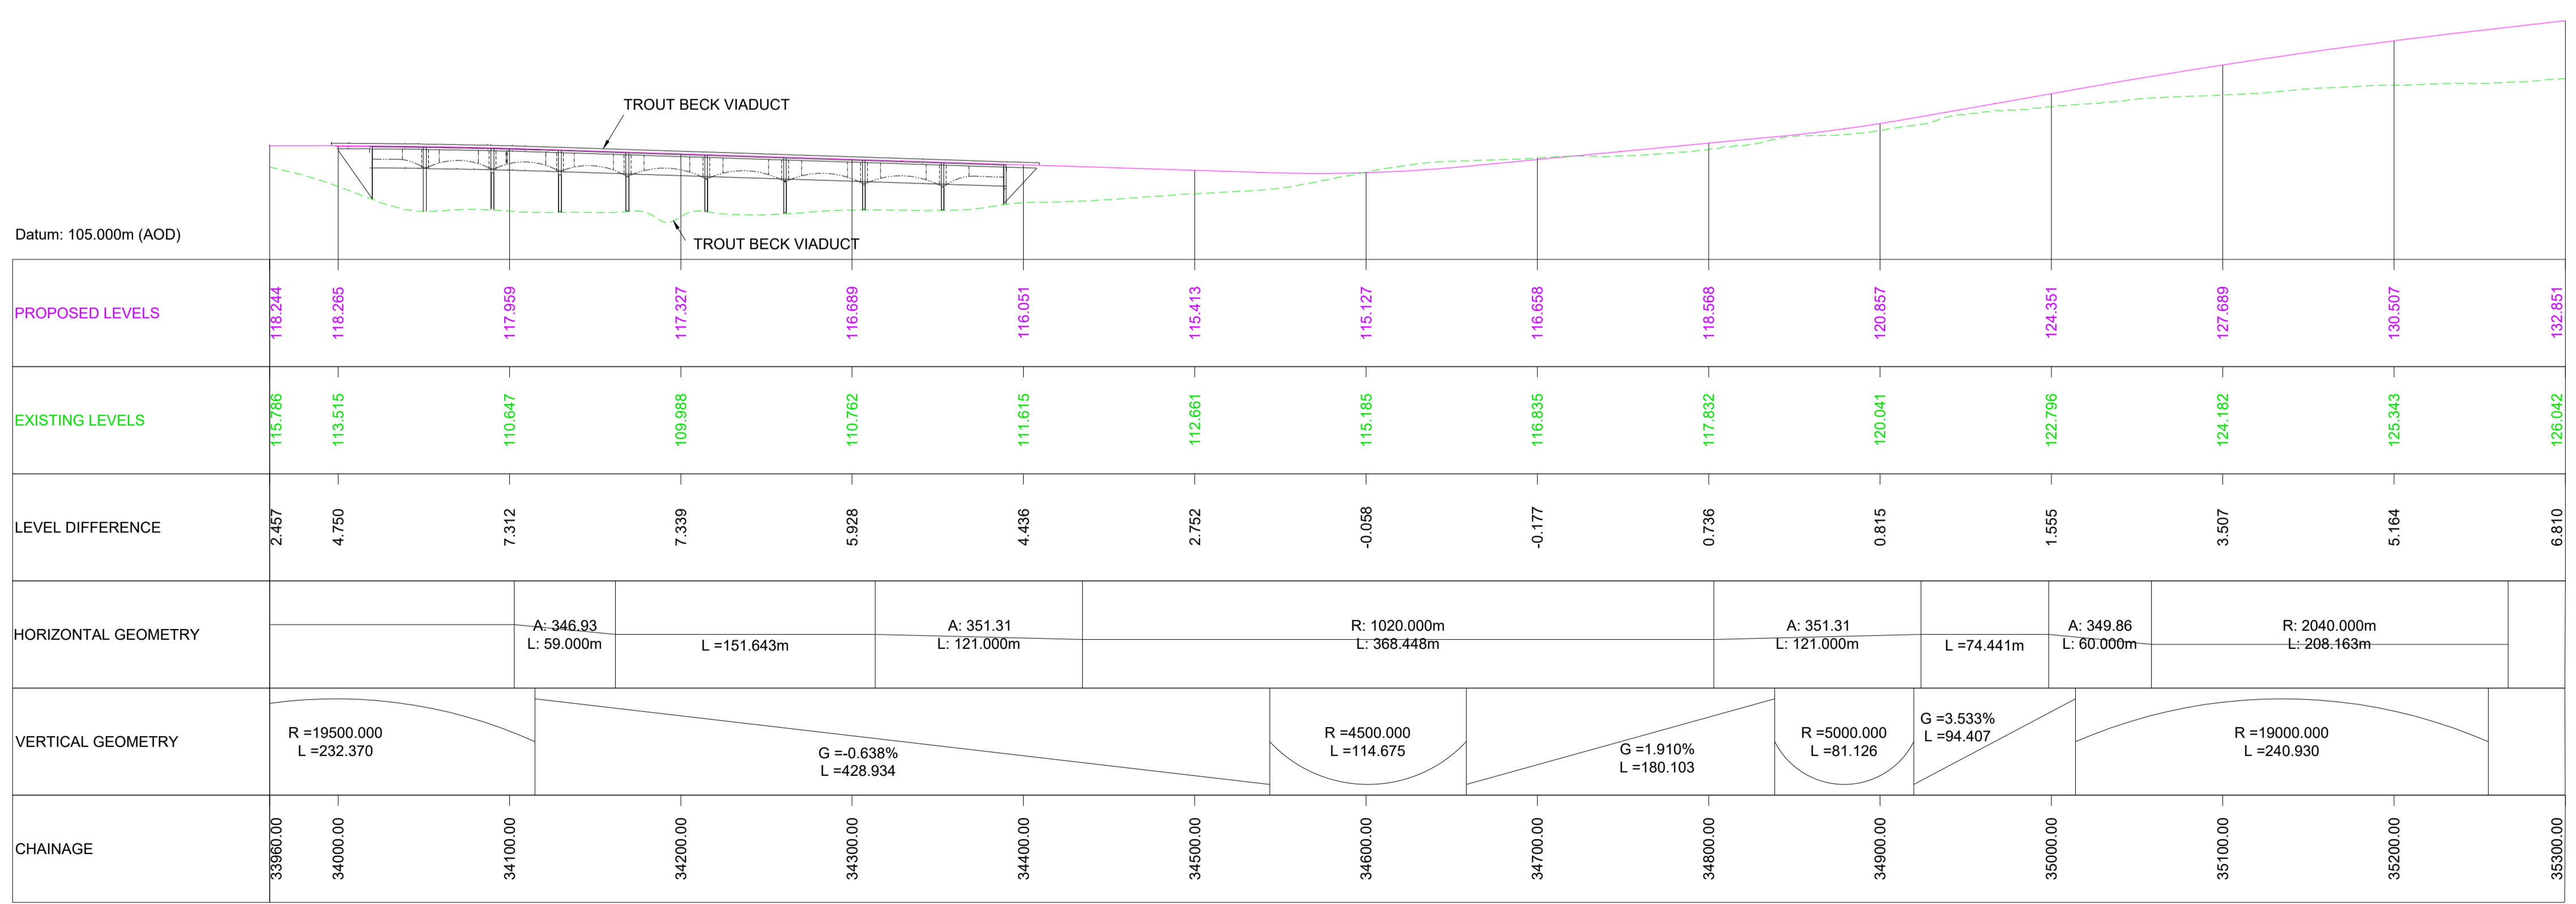 TROUT BECK VIADUCT
TROUT BECK VIADUCT
Datum: 105.000m (AOD)
PROPOSED LEVELS 118.244 118.265 117.959 117.327 116.689 116.051 115.413 115.127 116.658 118.568 120.857 124.351 127.689 130.507 132.851
EXISTING LEVELS 115.786 113.515 110.647 109.988 110.762 111.615 112.661 115.185 116.835 117.832 120.041 122.796 124.182 125.343 126.042
LEVEL DIFFERENCE 2.457 4.750 7.312 7.339 5.928 4.436 2.752 -0.058 -0.177 0.736 0.815 1.555 3.507 5.164 6.810
HORIZONTAL GEOMETRY
A: 346.93
L: 59.000m
L =151.643m
A: 351.31
L: 121.000m
R: 1020.000m
L: 368.448m
A: 351.31
L: 121.000m
L =74.441m
A: 349.86
L: 60.000m
R: 2040.000m
L: 208.163m
VERTICAL GEOMETRY
R =19500.000
L =232.370
G =-0.638%
L =428.934
R =4500.000
L =114.675
G =1.910%
L =180.103
R =5000.000
L =81.126
G =3.533%
L =94.407
R =19000.000
L =240.930
CHAINAGE 33960.00 34000.00 34100.00 34200.00 34300.00 34400.00 34500.00 34600.00 34700.00 34800.00 34900.00 35000.00 35100.00 35200.00 35300.00